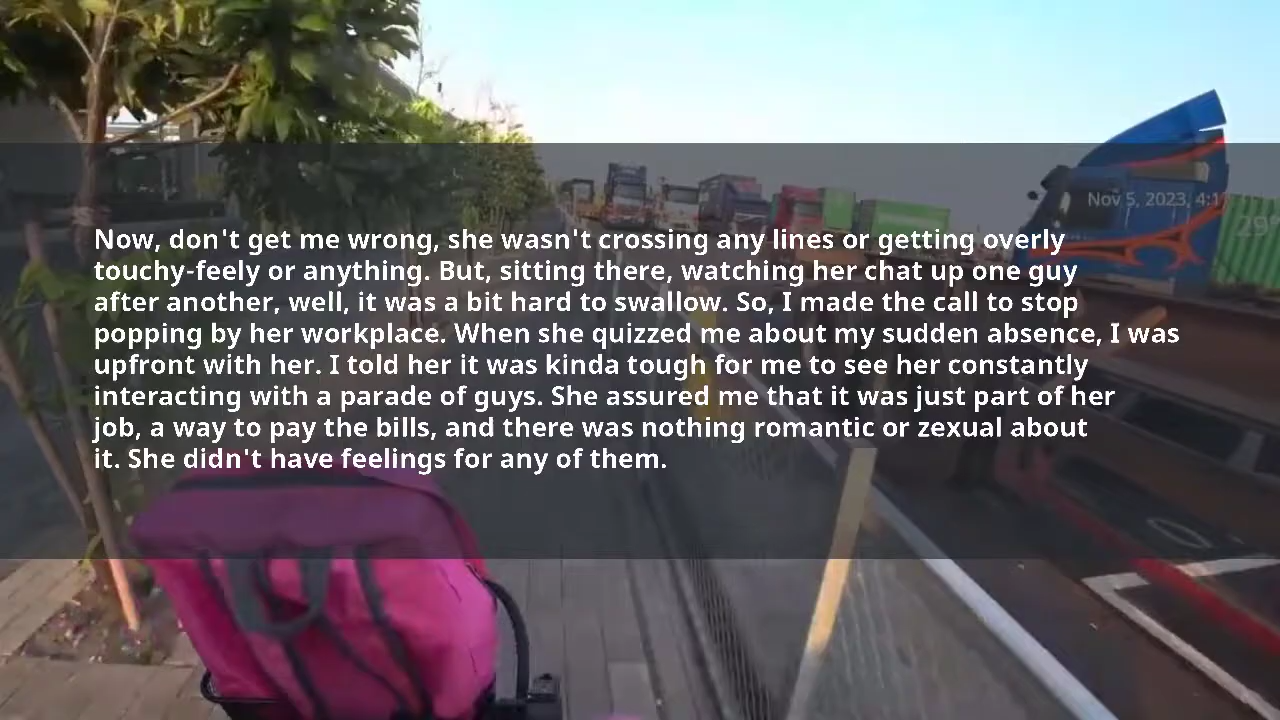 Nov 5, 2023, 4:1
29
Now, don't get me wrong, she wasn't crossing any lines or getting overly
touchy-feely or anything. But, sitting there, watching her chat up one guy
after another, well, it was a bit hard to swallow. So, I made the call to stop
popping by her workplace. When she quizzed me about my sudden absence, I was
upfront with her. I told her it was kinda tough for me to see her constantly
interacting with a parade of guys. She assured me that it was just part of her
job, a way to pay the bills, and there was nothing romantic or zexual about
it. She didn't have feelings for any of them.